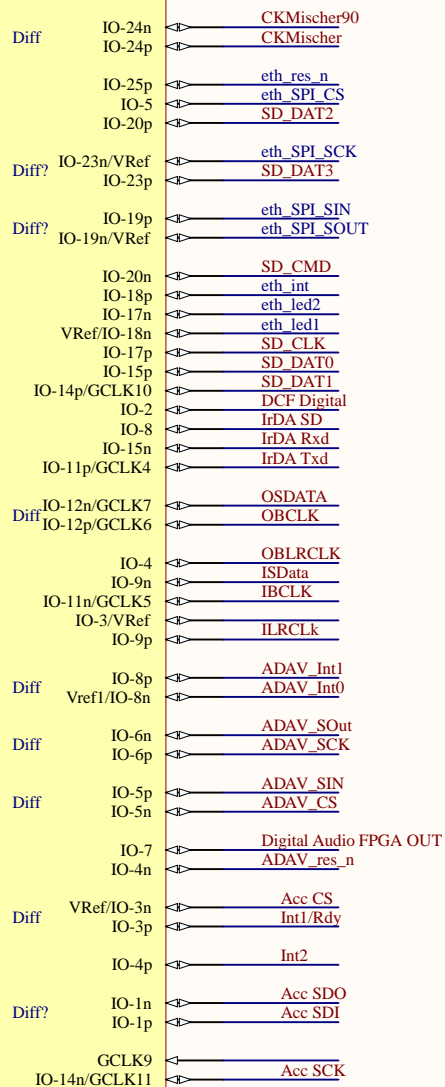 IO-24n CKMischer90
Diff
IO-24p CKMischer
IO-25p eth_res_n
IO-5 eth_SPI_CS
IO-20p SD_DAT2
IO-23n/VRef eth_SPI_SCK
Diff?
IO-23p SD_DAT3
IO-19p eth_SPI_SIN
Diff?
IO-19n/VRef eth_SPI_SOUT
IO-20n SD_CMD
IO-18p eth_int
IO-17n eth_led2
VRef/IO-18n eth_led1
IO-17p SD_CLK
IO-15p SD_DAT0
IO-14p/GCLK10 SD_DAT1
IO-2 DCF Digital
IO-8 IrDA SD
IO-15n IrDA Rxd
IO-11p/GCLK4 IrDA Txd
IO-12n/GCLK7 OSDATA
Diff
IO-12p/GCLK6 OBCLK
IO-4 OBLRCLK
IO-9n ISData
IO-11n/GCLK5 IBCLK
IO-3/VRef
IO-9p ILRCLk
IO-8p ADAV_Int1
Diff
Vref1/IO-8n ADAV_Int0
IO-6n ADAV_SOut
Diff
IO-6p ADAV_SCK
IO-5p ADAV_SIN
Diff
IO-5n ADAV_CS
IO-7 Digital Audio FPGA OUT
IO-4n ADAV_res_n
VRef/IO-3n Acc CS
Diff
IO-3p Int1/Rdy
IO-4p Int2
IO-1n Acc SDO
Diff?
IO-1p Acc SDI
GCLK9
IO-14n/GCLK11 Acc SCK